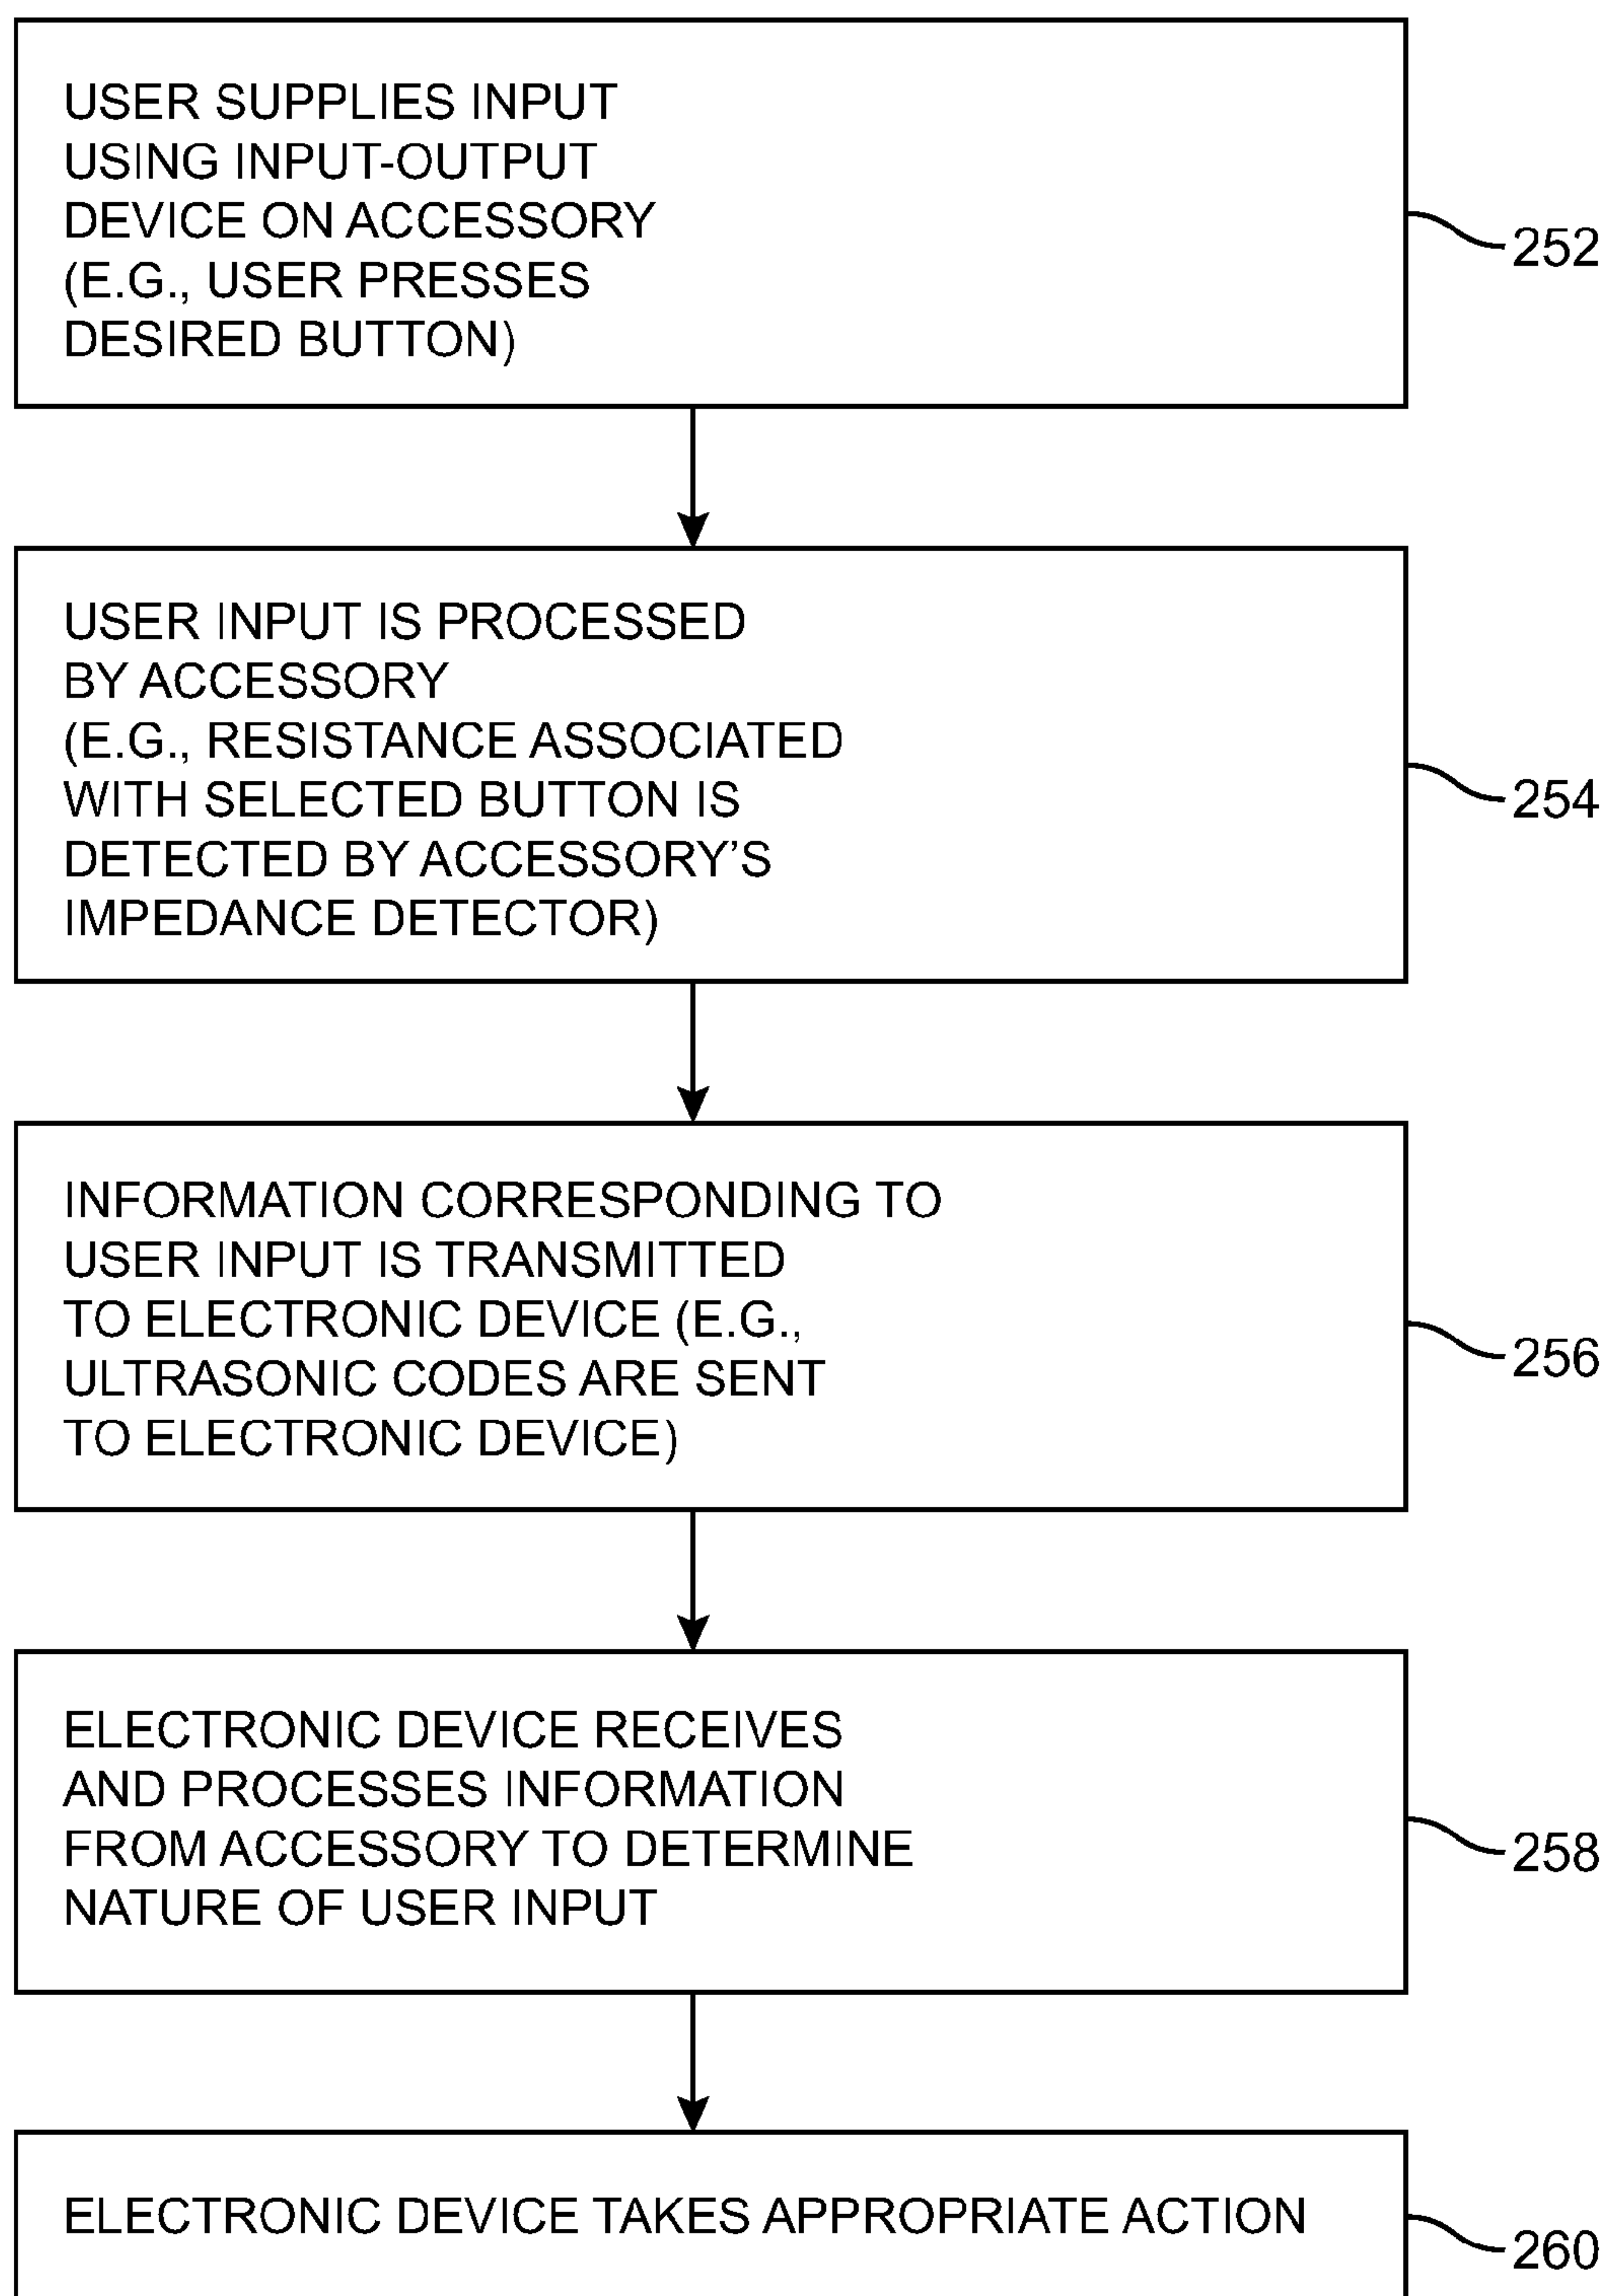 USER SUPPLIES INPUT
USING INPUT-OUTPUT
DEVICE ON ACCESSORY
(E.G., USER PRESSES
DESIRED BUTTON)
252
USER INPUT IS PROCESSED
BY ACCESSORY
(E.G., RESISTANCE ASSOCIATED
WITH SELECTED BUTTON IS
DETECTED BY ACCESSORY’S
IMPEDANCE DETECTOR)
254
INFORMATION CORRESPONDING TO
USER INPUT IS TRANSMITTED
TO ELECTRONIC DEVICE (E.G.,
ULTRASONIC CODES ARE SENT
TO ELECTRONIC DEVICE)
256
ELECTRONIC DEVICE RECEIVES
AND PROCESSES INFORMATION
FROM ACCESSORY TO DETERMINE
NATURE OF USER INPUT
258
ELECTRONIC DEVICE TAKES APPROPRIATE ACTION
260